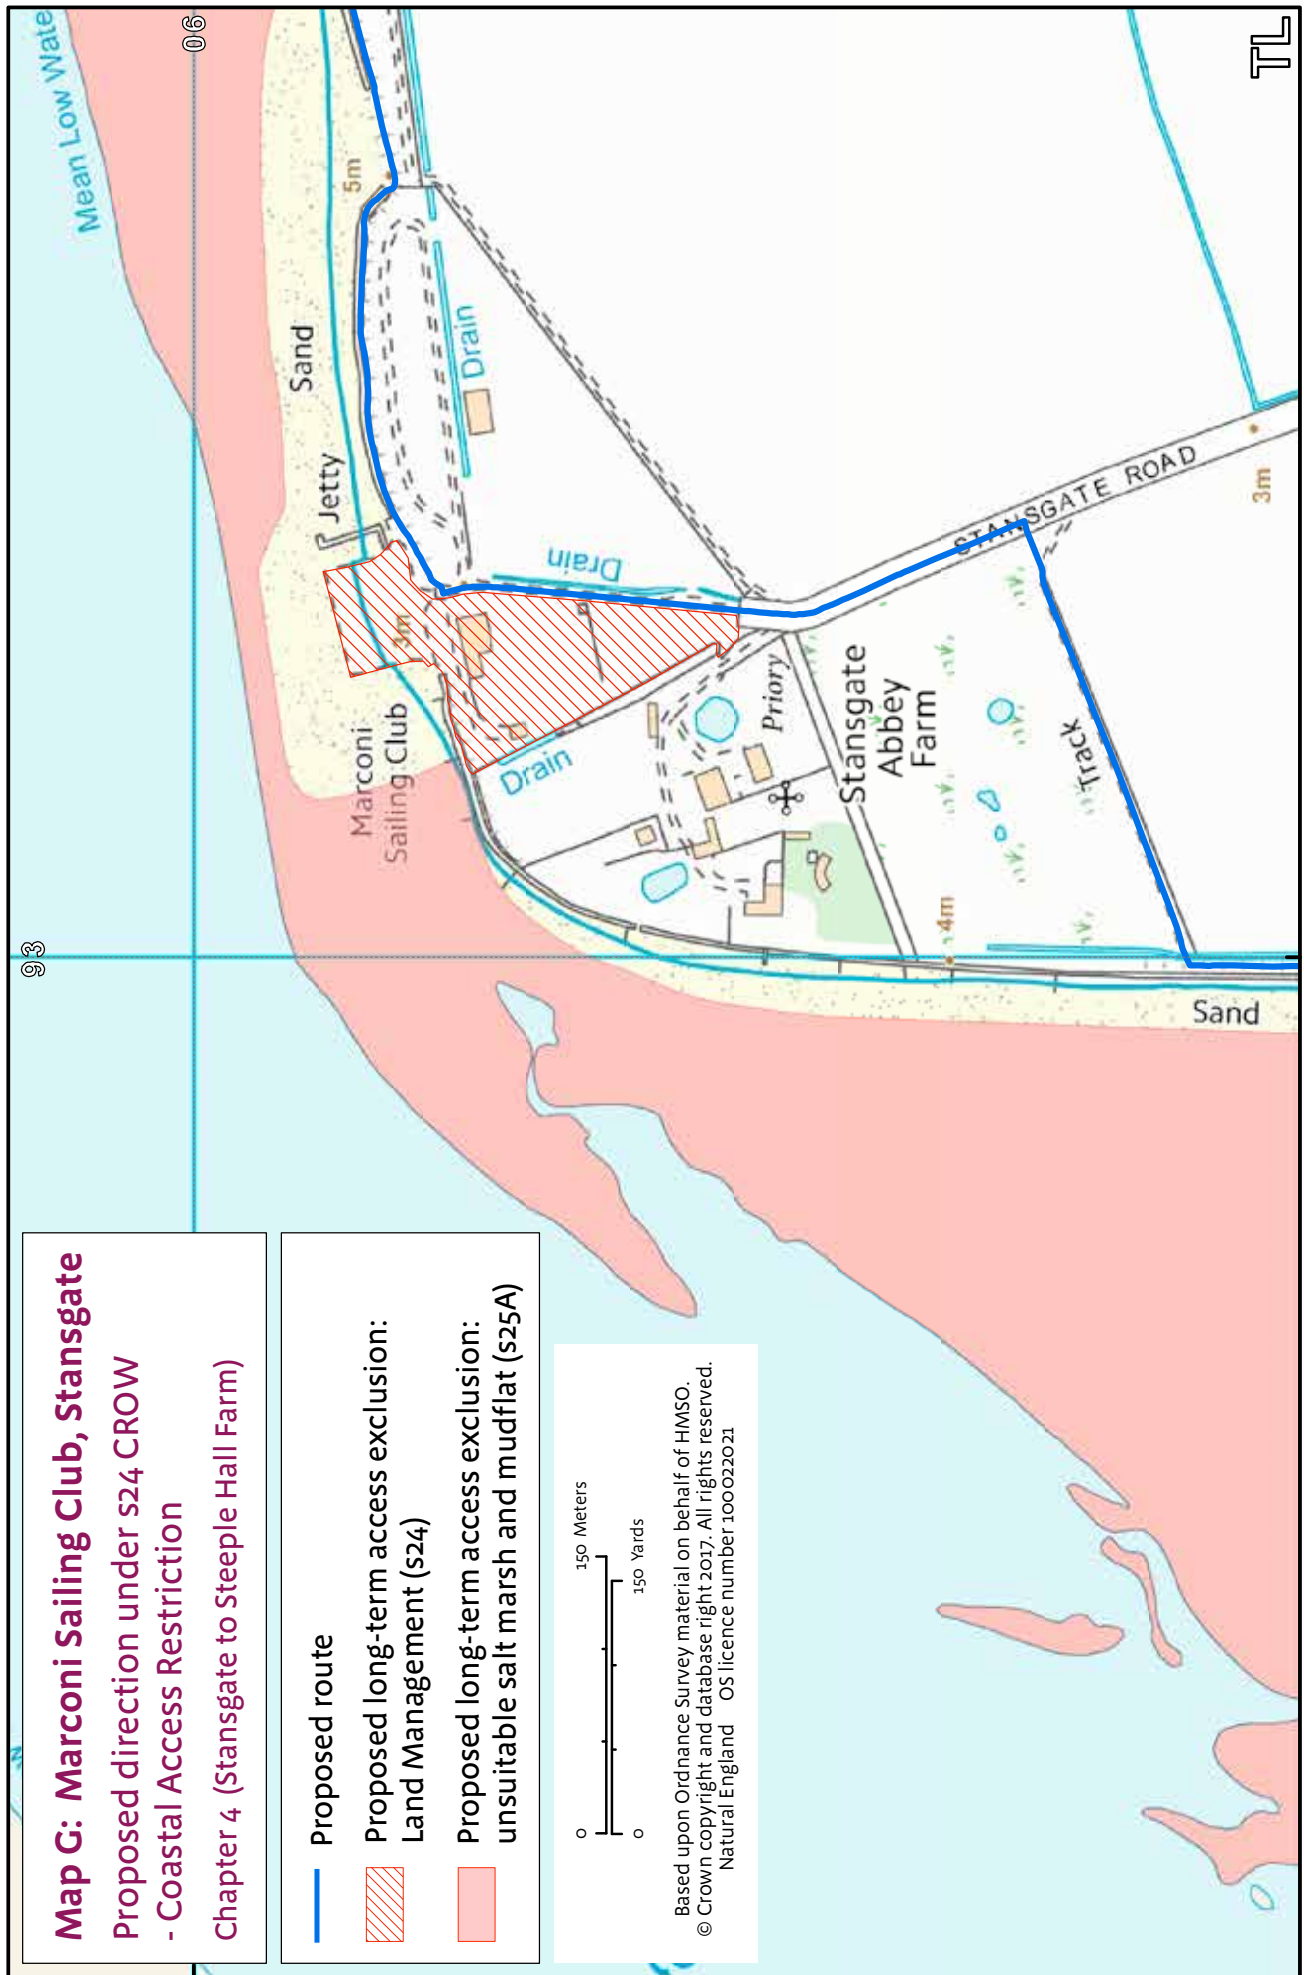 Map G: Marconi Sailing Club, Stansgate
Proposed direction under s24 CROW
- Coastal Access Restriction
Chapter 4 (Stansgate to Steeple Hall Farm)
Proposed route
Proposed long-term access exclusion:
Land Management (s24)
Proposed long-term access exclusion:
unsuitable salt marsh and mudflat (s25A)
0
150 Meters
0
150 Yards
Based upon Ordnance Survey material on behalf of HMSO.
© Crown copyright and database right 2017. All rights reserved.
Natural England OS licence number 100022021
93
06
Mean Low Wate
Marconi
Sailing Club
Jetty
Sand
5m
3m
Drain
Drain
Drain
Priory
Stansgate
Abbey
Farm
STANSGATE ROAD
4m
Track
Sand
3m
TL